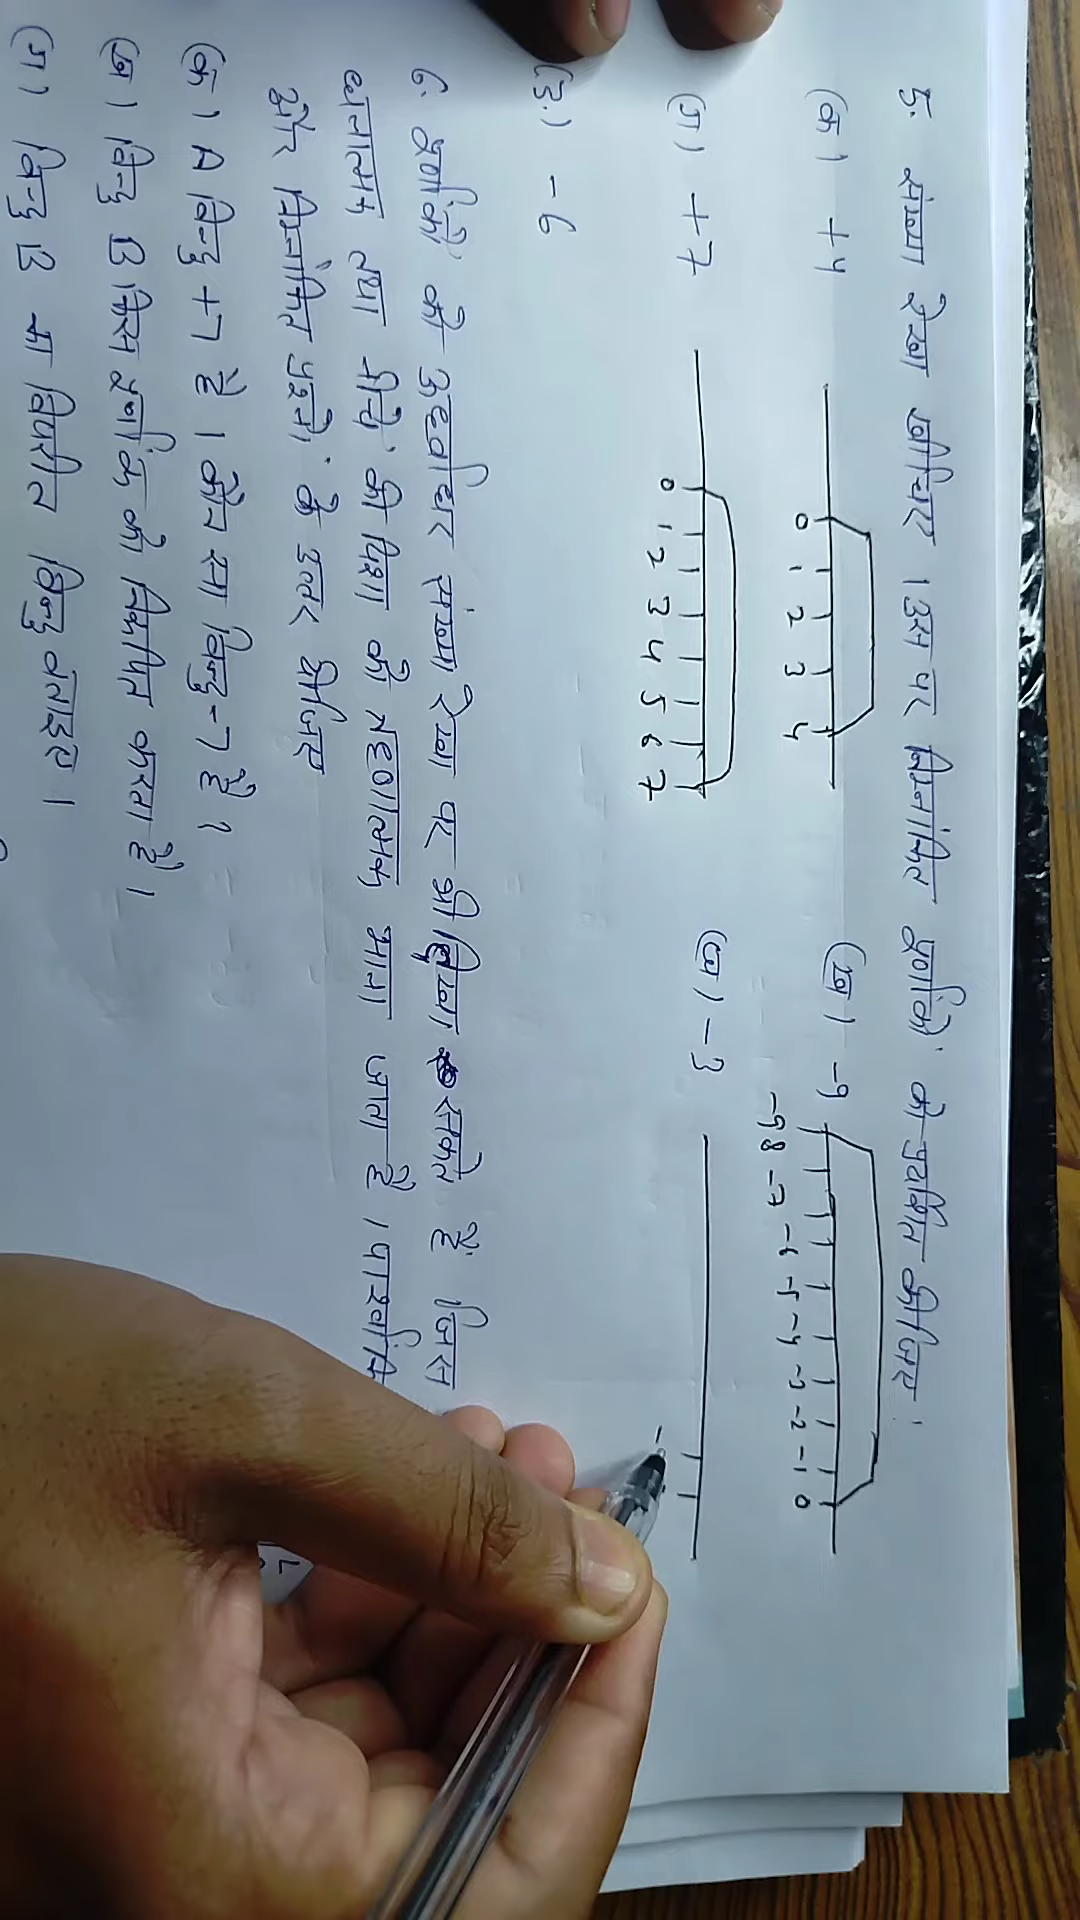 5. संख्या रेखा खींचिए । उस पर निम्नांकित पूर्णांकों को प्रदर्शित कीजिए :
(क) +4 (ख) -9
0 1 2 3 4 -9 8 -7 -6 -5 -4 -3 -2 -1 0
(ग) +7 (घ) -3
0 1 2 3 4 5 6 7
(ङ.) -6
6. पूर्णांकों को ऊर्ध्वाधर संख्या रेखा पर भी दिखा सकते हैं जिस
धनात्मक तथा नीचे की दिशा को ऋणात्मक माना जाता है ।
और निम्नांकित प्रश्नों के उत्तर दीजिए
(क) A बिन्दु +7 है । कौन सा बिन्दु -7 है ?
(ख) बिन्दु B किस पूर्णांक को निरूपित करता है ।
(ग) बिन्दु B का विपरीत बिन्दु बताइए ।